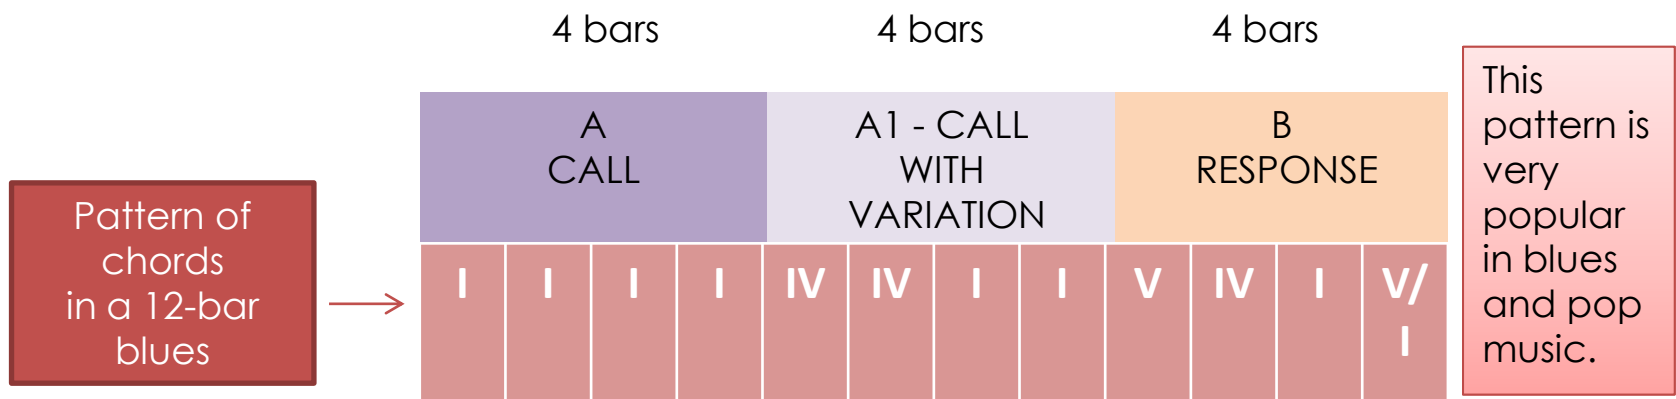 4 bars 4 bars 4 bars
A
CALL
A1 - CALL
WITH
VARIATION
B
RESPONSE
Pattern of
chords
in a 12-bar
blues
I I I I IV IV I I V IV I V/
I
This
pattern is
very
popular
in blues
and pop
music.